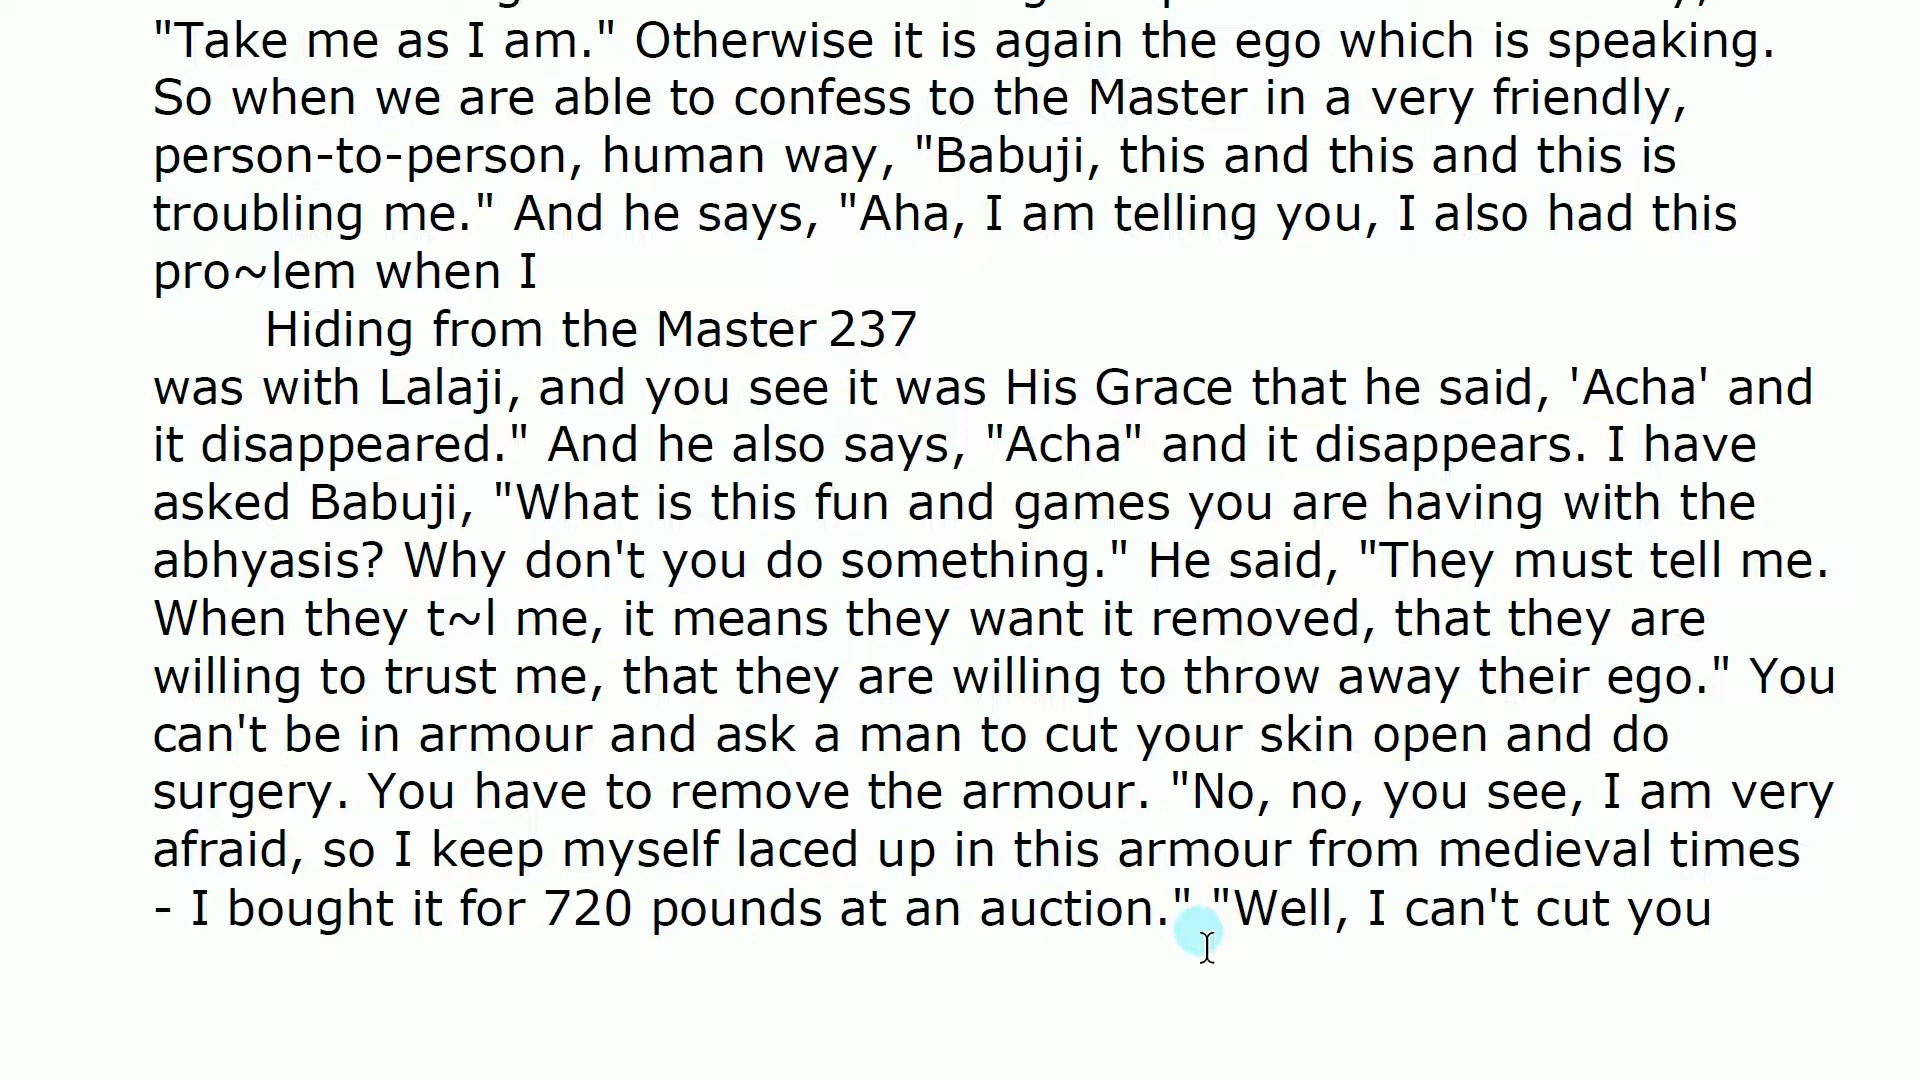 "Take me as I am." Otherwise it is again the ego which is speaking.
So when we are able to confess to the Master in a very friendly,
person-to-person, human way, "Babuji, this and this and this is
troubling me." And he says, "Aha, I am telling you, I also had this
pro~lem when I
Hiding from the Master 237
was with Lalaji, and you see it was His Grace that he said, 'Acha' and
it disappeared." And he also says, "Acha" and it disappears. I have
asked Babuji, "What is this fun and games you are having with the
abhyasis? Why don't you do something." He said, "They must tell me.
When they t~l me, it means they want it removed, that they are
willing to trust me, that they are willing to throw away their ego." You
can't be in armour and ask a man to cut your skin open and do
surgery. You have to remove the armour. "No, no, you see, I am very
afraid, so I keep myself laced up in this armour from medieval times
- I bought it for 720 pounds at an auction." "Well, I can't cut you